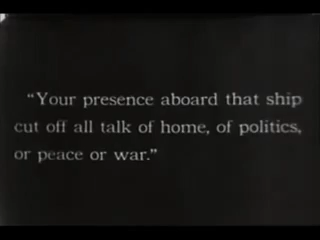 “Your presence aboard that ship
cut off all talk of home, of politics,
or peace or war.”